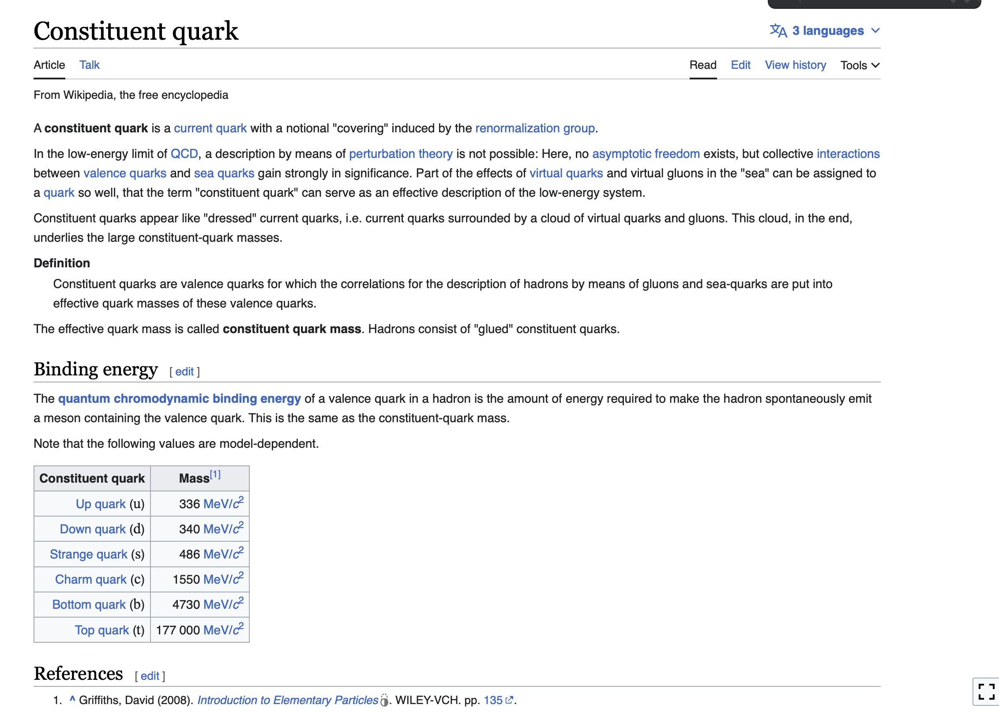 Constituent quark
文A 3 languages
Article Talk Read Edit View history Tools
From Wikipedia, the free encyclopedia
A constituent quark is a current quark with a notional "covering" induced by the renormalization group.
In the low-energy limit of QCD, a description by means of perturbation theory is not possible: Here, no asymptotic freedom exists, but collective interactions
between valence quarks and sea quarks gain strongly in significance. Part of the effects of virtual quarks and virtual gluons in the "sea" can be assigned to
a quark so well, that the term "constituent quark" can serve as an effective description of the low-energy system.
Constituent quarks appear like "dressed" current quarks, i.e. current quarks surrounded by a cloud of virtual quarks and gluons. This cloud, in the end,
underlies the large constituent-quark masses.
Definition
Constituent quarks are valence quarks for which the correlations for the description of hadrons by means of gluons and sea-quarks are put into
effective quark masses of these valence quarks.
The effective quark mass is called constituent quark mass. Hadrons consist of "glued" constituent quarks.
Binding energy [ edit ]
The quantum chromodynamic binding energy of a valence quark in a hadron is the amount of energy required to make the hadron spontaneously emit
a meson containing the valence quark. This is the same as the constituent-quark mass.
Note that the following values are model-dependent.
Constituent quark Mass[1]
Up quark (u) 336 MeV/c²
Down quark (d) 340 MeV/c²
Strange quark (s) 486 MeV/c²
Charm quark (c) 1550 MeV/c²
Bottom quark (b) 4730 MeV/c²
Top quark (t) 177 000 MeV/c²
References [ edit ]
1. ^ Griffiths, David (2008). Introduction to Elementary Particles. WILEY-VCH. pp. 135.